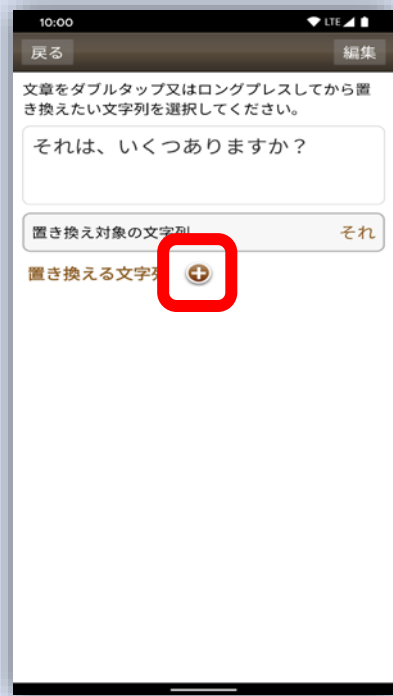 10:00 LTE
戻る 編集
文章をダブルタップ又はロングプレスしてから置
き換えたい文字列を選択してください。
それは、いくつありますか？
置き換え対象の文字列 それ
置き換える文字列